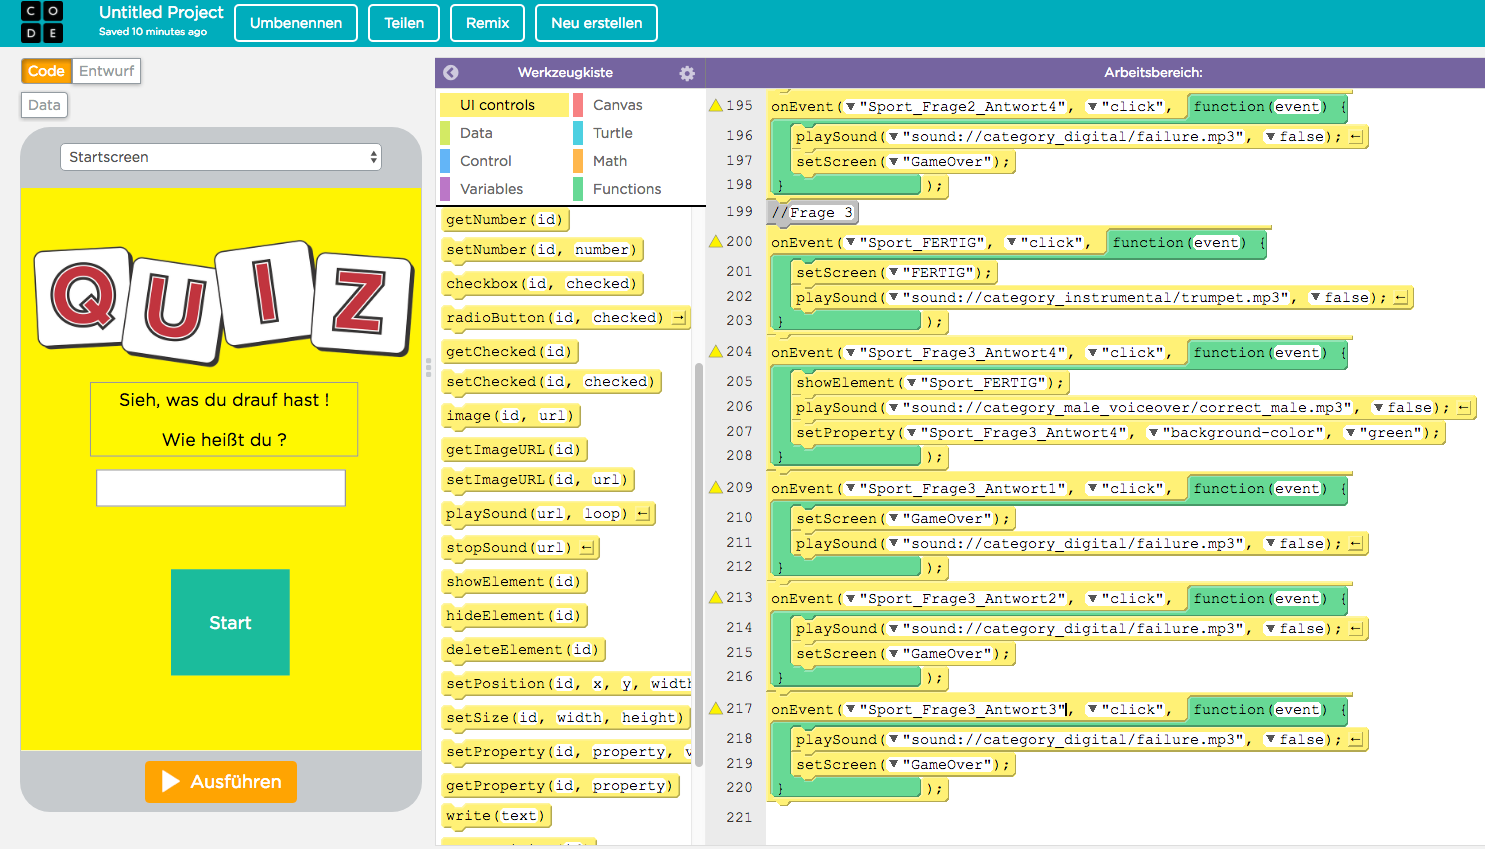 CO
DE
Untitled Project
Saved 10 minutes ago
Umbenennen
Teilen
Remix
Neu erstellen
Code
Entwurf
Data
Startscreen
QUIZ
Sieh, was du drauf hast !
Wie heißt du ?
Start
Ausführen
Werkzeugkiste
UI controls
Canvas
Data
Turtle
Control
Math
Variables
Functions
getNumber(id)
setNumber(id, number)
checkbox(id, checked)
radioButton(id, checked)
getChecked(id)
setChecked(id, checked)
image(id, url)
getImageURL(id)
setImageURL(id, url)
playSound(url, loop)
stopSound(url)
showElement(id)
hideElement(id)
deleteElement(id)
setPosition(id, x, y, width
setSize(id, width, height)
setProperty(id, property, v
getProperty(id, property)
write(text)
Arbeitsbereich:
195 onEvent("Sport_Frage2_Antwort4", "click", function(event) {
196 playSound("sound://category_digital/failure.mp3", false);
197 setScreen("GameOver");
198 } );
199 //Frage 3
200 onEvent("Sport_FERTIG", "click", function(event) {
201 setScreen("FERTIG");
202 playSound("sound://category_instrumental/trumpet.mp3", false);
203 } );
204 onEvent("Sport_Frage3_Antwort4", "click", function(event) {
205 showElement("Sport_FERTIG");
206 playSound("sound://category_male_voiceover/correct_male.mp3", false);
207 setProperty("Sport_Frage3_Antwort4", "background-color", "green");
208 } );
209 onEvent("Sport_Frage3_Antwort1", "click", function(event) {
210 setScreen("GameOver");
211 playSound("sound://category_digital/failure.mp3", false);
212 } );
213 onEvent("Sport_Frage3_Antwort2", "click", function(event) {
214 playSound("sound://category_digital/failure.mp3", false);
215 setScreen("GameOver");
216 } );
217 onEvent("Sport_Frage3_Antwort3", "click", function(event) {
218 playSound("sound://category_digital/failure.mp3", false);
219 setScreen("GameOver");
220 } );
221